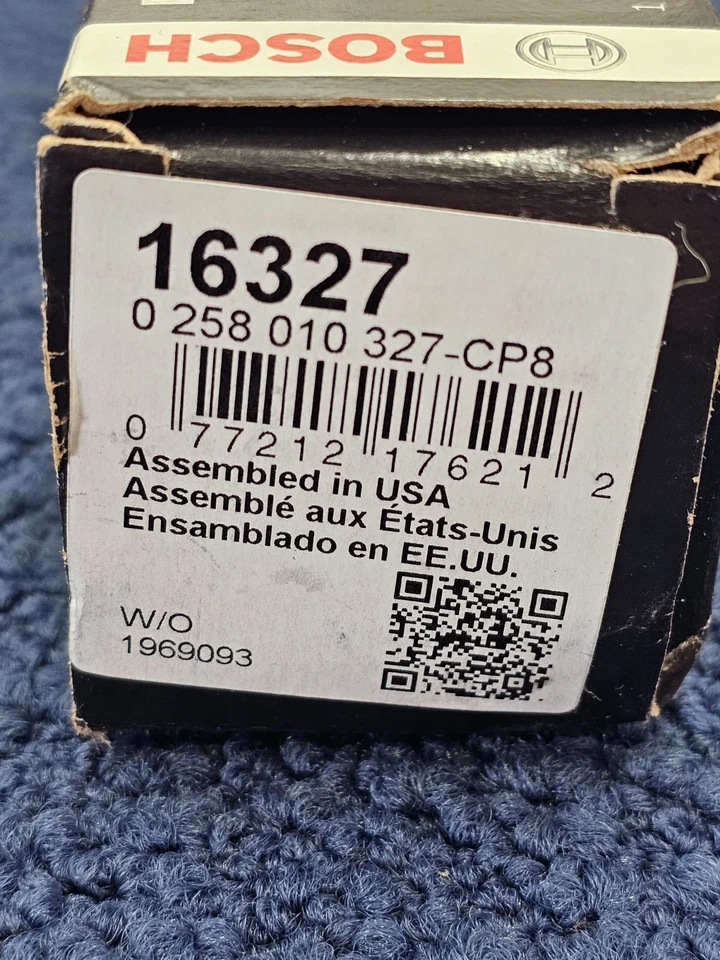 BOSCH
16327
0 258 010 327-CP8
0 77212 17621 2
Assembled in USA
Assemblé aux États-Unis
Ensamblado en EE.UU.
W/O
1969093